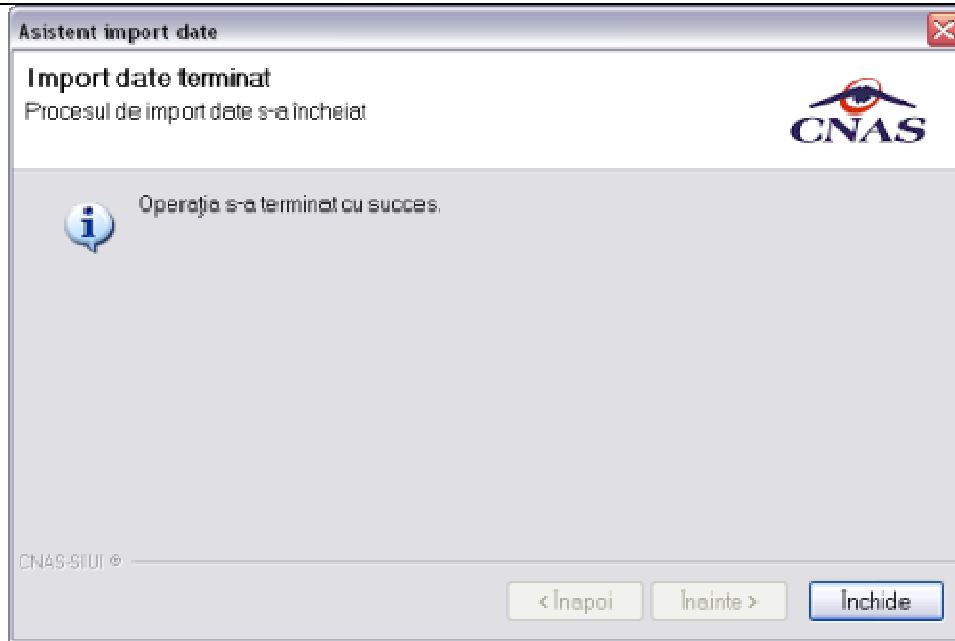 Asistent import date
Import date terminat
Procesul de import date s-a încheiat
CNAS
Operaţia s-a terminat cu succes.
CNAS-SIUI ®
< Înapoi
Înainte >
Închide